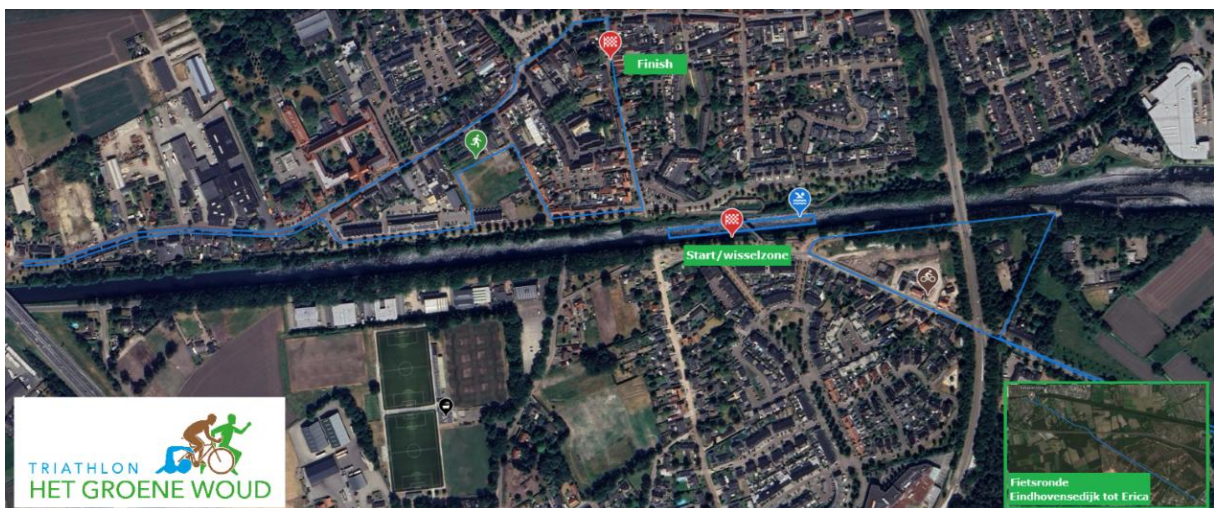 Finish
Start/wisselzone
TRIATHLON
HET GROENE WOUD
Fietsronde
Eindhovensedijk tot Erica